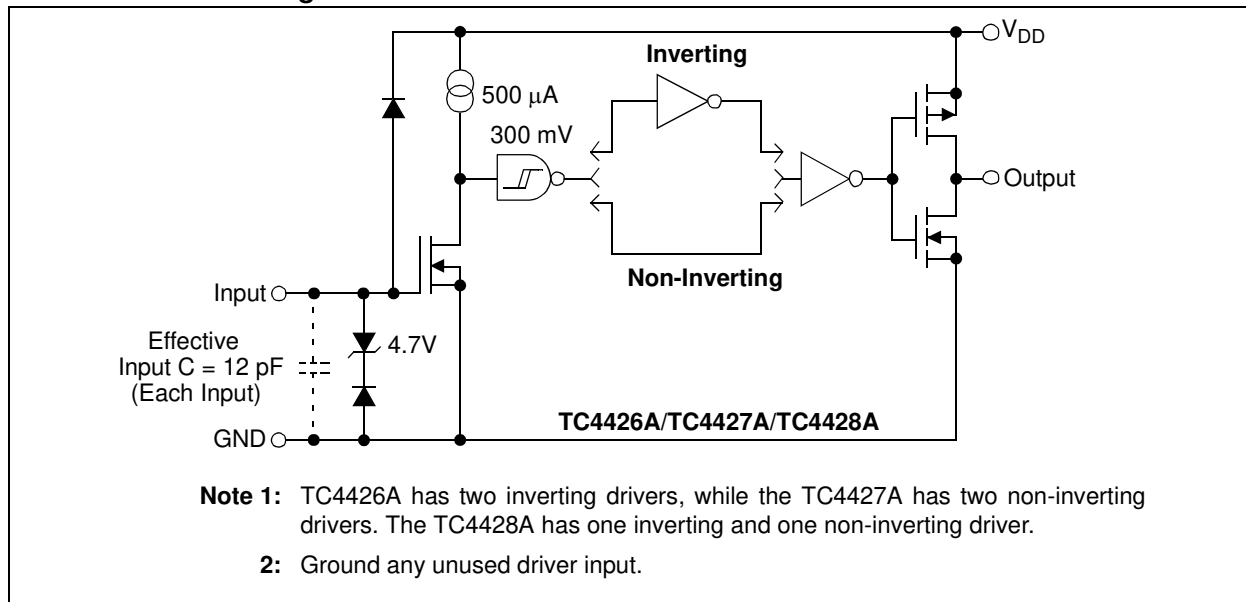 V_DD
Inverting
500 μA
300 mV
Output
Non-Inverting
Input
Effective
Input C = 12 pF
(Each Input)
4.7V
GND
TC4426A/TC4427A/TC4428A
Note 1: TC4426A has two inverting drivers, while the TC4427A has two non-inverting
drivers. The TC4428A has one inverting and one non-inverting driver.
2: Ground any unused driver input.